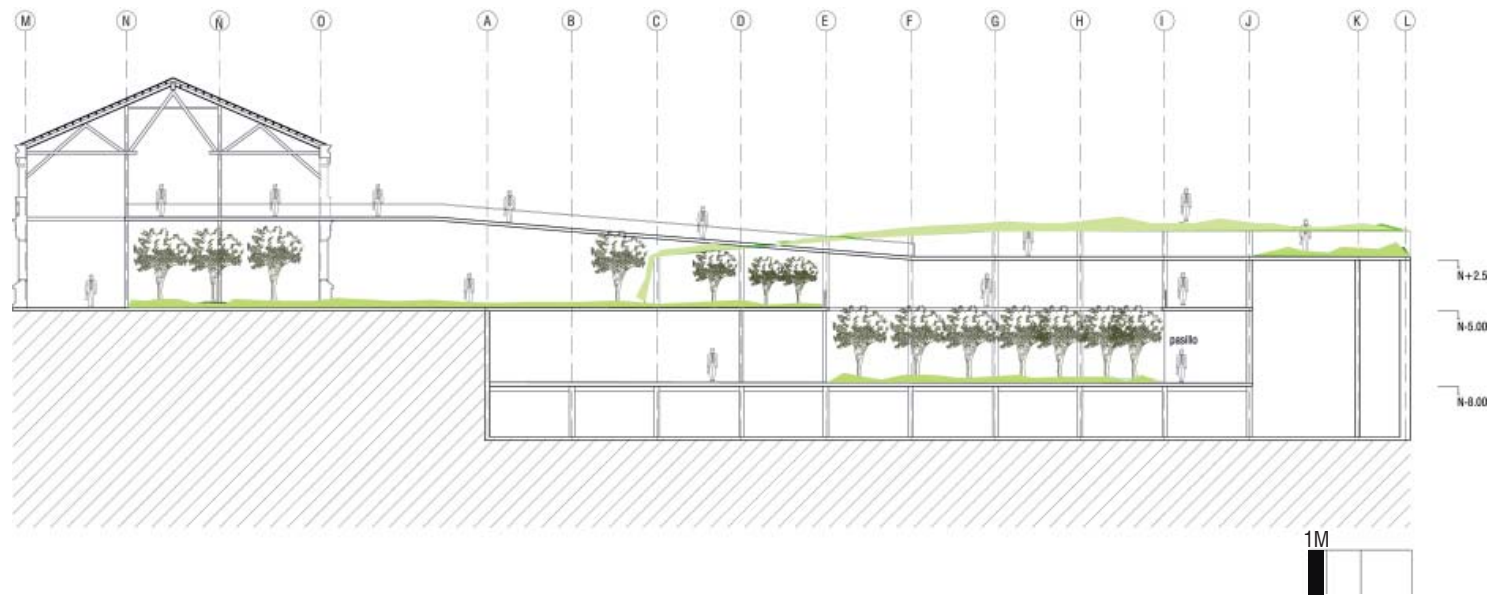 M N Ñ O A B C D E F G H I J K L
N+2.5
N-5.00
pasillo
N-8.00
1M